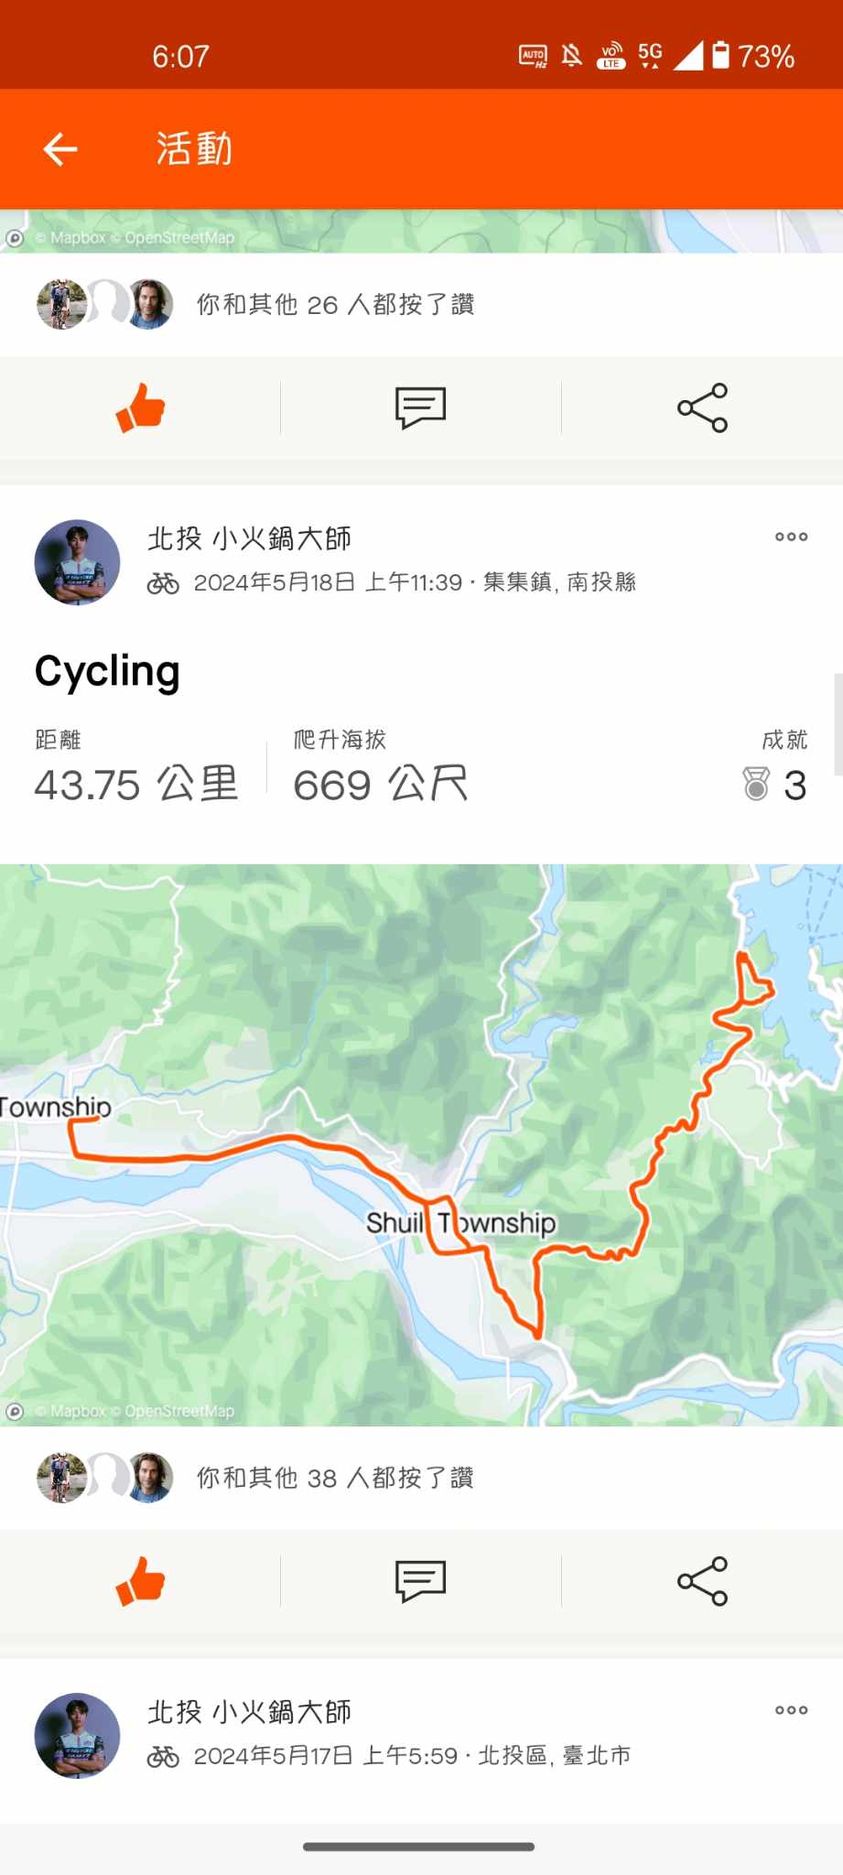 6:07
AUTO Hz VO LTE 5G 73%
活動
© Mapbox © OpenStreetMap
你和其他 26 人都按了讚
北投 小火鍋大師
2024年5月18日 上午11:39 · 集集鎮, 南投縣
Cycling
距離 爬升海拔 成就
43.75 公里 669 公尺 3
Township
Shuili Township
© Mapbox © OpenStreetMap
你和其他 38 人都按了讚
北投 小火鍋大師
2024年5月17日 上午5:59 · 北投區, 臺北市